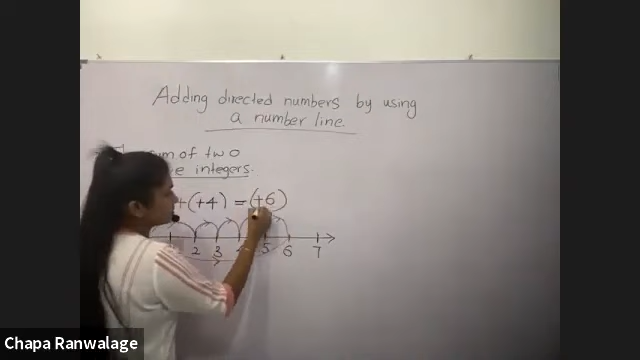 Adding directed numbers by using
a number line.
sum of two
integers.
+(+4) = (+6)
2 3 5 6 7
Chapa Ranwalage